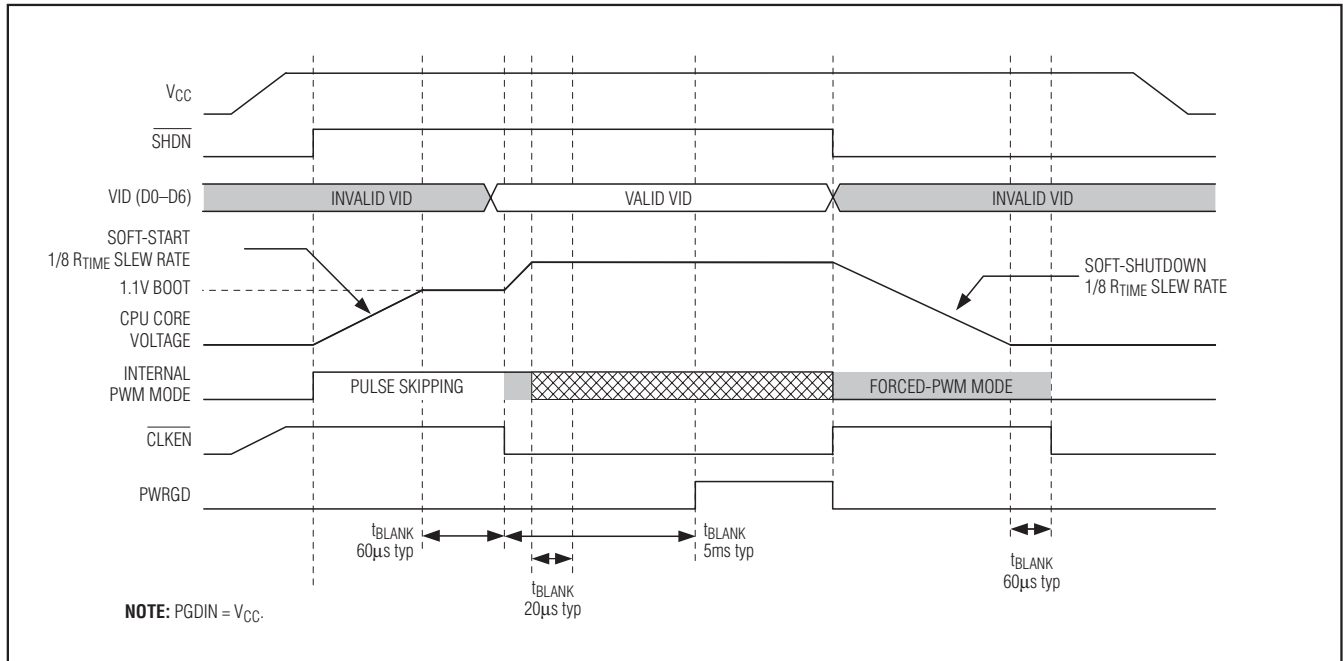 VCC
SHDN
VID (D0–D6)
INVALID VID
VALID VID
INVALID VID
SOFT-START
1/8 RTIME SLEW RATE
1.1V BOOT
CPU CORE
VOLTAGE
SOFT-SHUTDOWN
1/8 RTIME SLEW RATE
INTERNAL
PWM MODE
PULSE SKIPPING
FORCED-PWM MODE
CLKEN
PWRGD
tBLANK
60μs typ
tBLANK
20μs typ
tBLANK
5ms typ
tBLANK
60μs typ
NOTE: PGDIN = VCC.